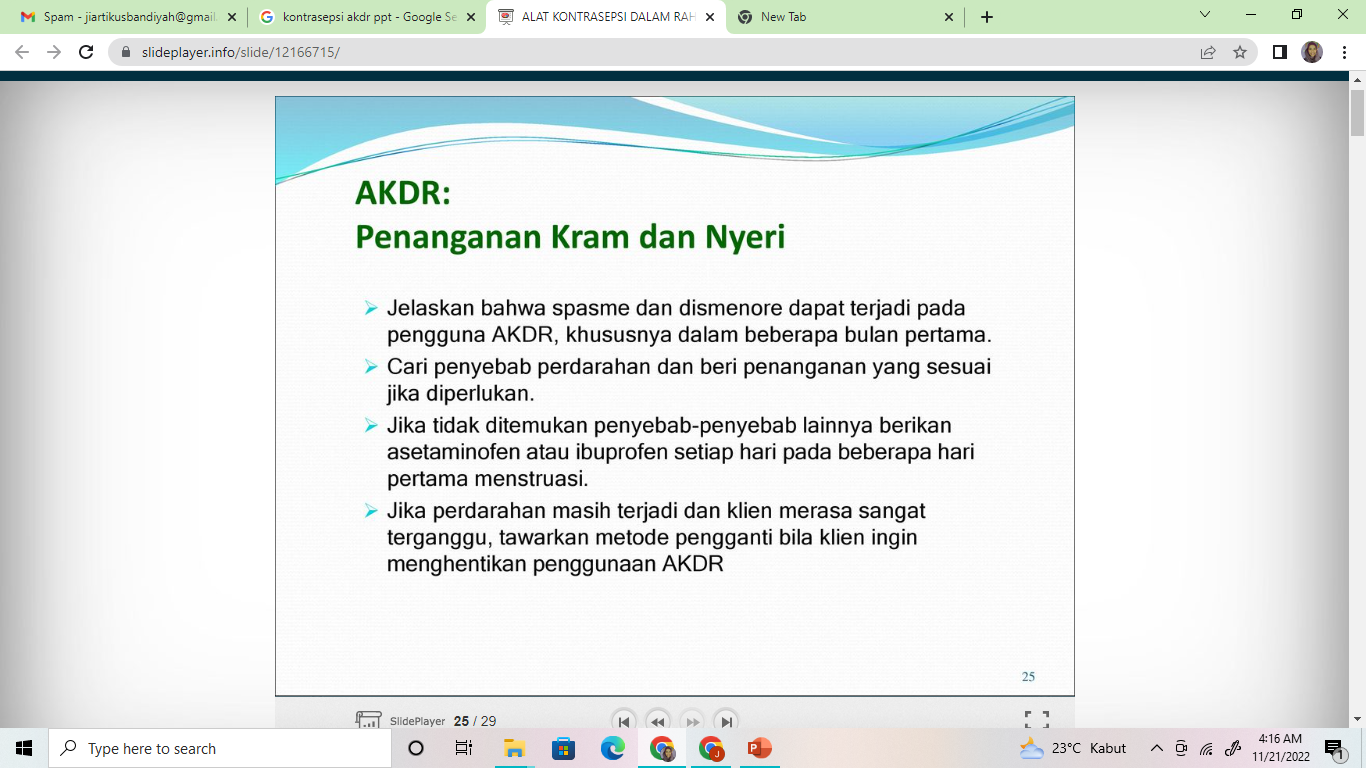 Spam - jiartikusbandiyah@gmail.
kontrasepsi akdr ppt - Google Se
ALAT KONTRASEPSI DALAM RAH
New Tab
slideplayer.info/slide/12166715/
AKDR:
Penanganan Kram dan Nyeri
Jelaskan bahwa spasme dan dismenore dapat terjadi pada
pengguna AKDR, khususnya dalam beberapa bulan pertama.
Cari penyebab perdarahan dan beri penanganan yang sesuai
jika diperlukan.
Jika tidak ditemukan penyebab-penyebab lainnya berikan
asetaminofen atau ibuprofen setiap hari pada beberapa hari
pertama menstruasi.
Jika perdarahan masih terjadi dan klien merasa sangat
terganggu, tawarkan metode pengganti bila klien ingin
menghentikan penggunaan AKDR
25
SlidePlayer 25 / 29
Type here to search
J
P
23°C Kabut
4:16 AM
11/21/2022
1